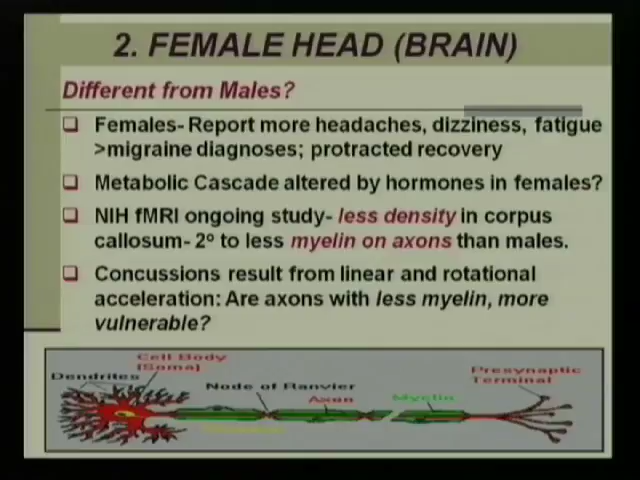 2. FEMALE HEAD (BRAIN)
Different from Males?
Females- Report more headaches, dizziness, fatigue
>migraine diagnoses; protracted recovery
Metabolic Cascade altered by hormones in females?
NIH fMRI ongoing study- less density in corpus
callosum- 2º to less myelin on axons than males.
Concussions result from linear and rotational
acceleration: Are axons with less myelin, more
vulnerable?
Cell Body
(Soma)
Dendrites
Node of Ranvier
Axon
Myelin
Presynaptic
Terminal